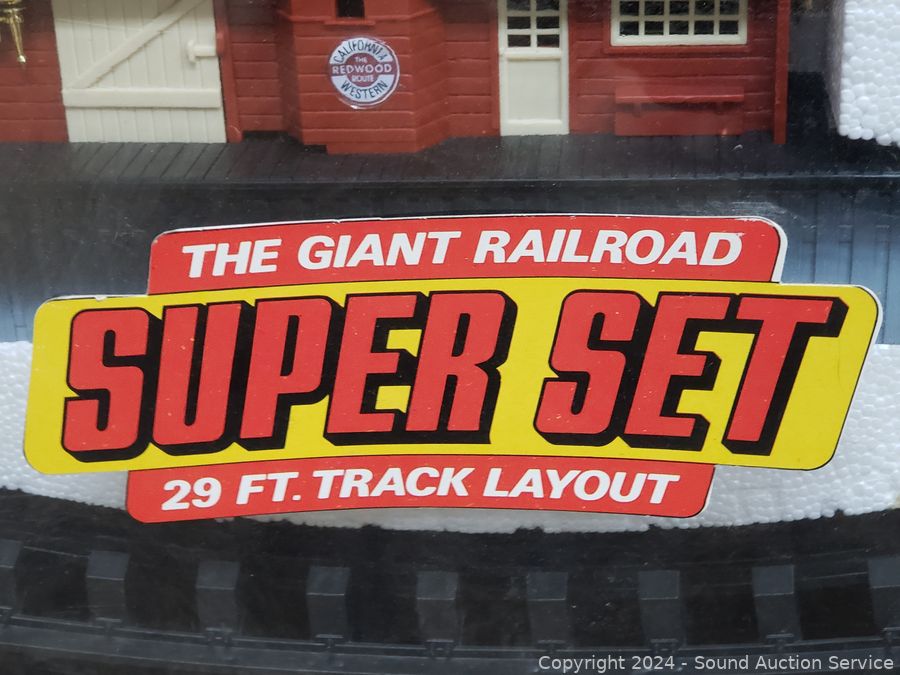 CALIFORNIA
THE
REDWOOD
ROUTE
WESTERN
THE GIANT RAILROAD
SUPER SET
29 FT. TRACK LAYOUT
Copyright © 2024 - Sound Auction Service